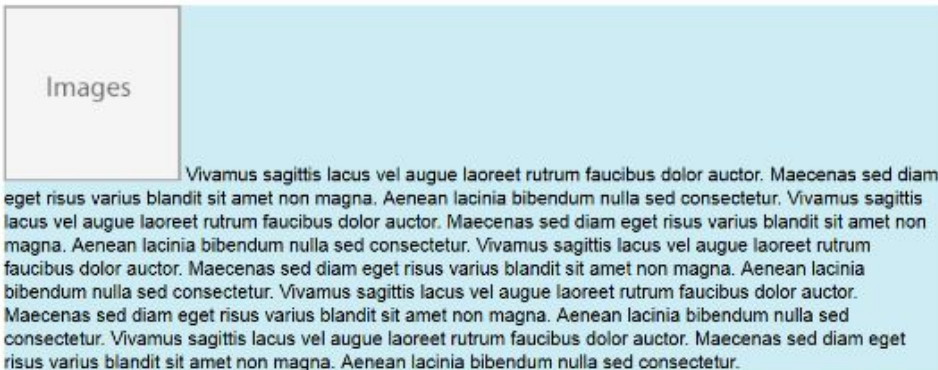 Images
Vivamus sagittis lacus vel augue laoreet rutrum faucibus dolor auctor. Maecenas sed diam
eget risus varius blandit sit amet non magna. Aenean lacinia bibendum nulla sed consectetur. Vivamus sagittis
lacus vel augue laoreet rutrum faucibus dolor auctor. Maecenas sed diam eget risus varius blandit sit amet non
magna. Aenean lacinia bibendum nulla sed consectetur. Vivamus sagittis lacus vel augue laoreet rutrum
faucibus dolor auctor. Maecenas sed diam eget risus varius blandit sit amet non magna. Aenean lacinia
bibendum nulla sed consectetur. Vivamus sagittis lacus vel augue laoreet rutrum faucibus dolor auctor.
Maecenas sed diam eget risus varius blandit sit amet non magna. Aenean lacinia bibendum nulla sed
consectetur. Vivamus sagittis lacus vel augue laoreet rutrum faucibus dolor auctor. Maecenas sed diam eget
risus varius blandit sit amet non magna. Aenean lacinia bibendum nulla sed consectetur.